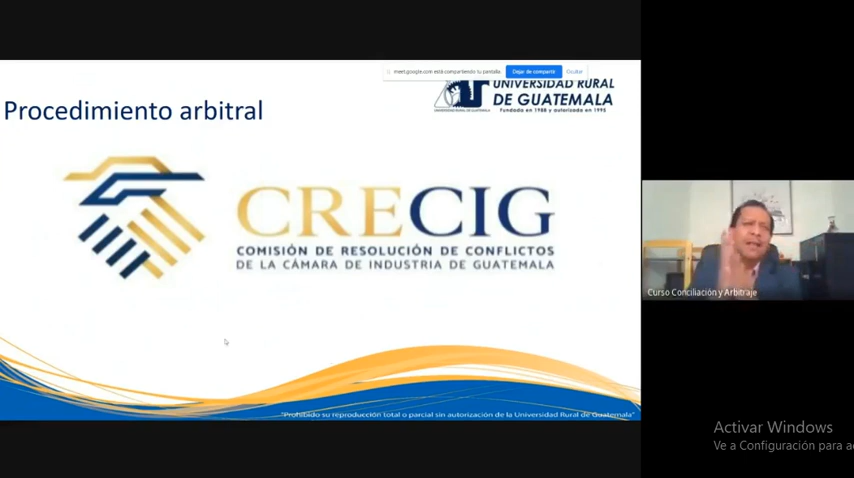 meet.google.com está compartiendo tu pantalla.
Dejar de compartir
Ocultar
UNIVERSIDAD RURAL
DE GUATEMALA
Fundada en 1988 y autorizada en 1995
Procedimiento arbitral
CRECIG
COMISIÓN DE RESOLUCIÓN DE CONFLICTOS
DE LA CÁMARA DE INDUSTRIA DE GUATEMALA
Curso Conciliación y Arbitraje
"Prohibido su reproducción total o parcial sin autorización de la Universidad Rural de Guatemala"
Activar Windows
Ve a Configuración para